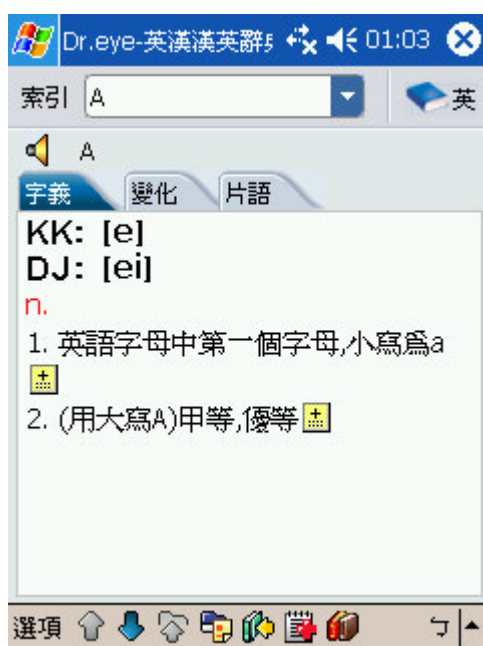 Dr.eye-英漢漢英辭 01:03
索引 A 英
A
字義 變化 片語
KK: [e]
DJ: [ei]
n.
1. 英語字母中第一個字母,小寫爲a
2. (用大寫A)甲等,優等
選項 ㄅ